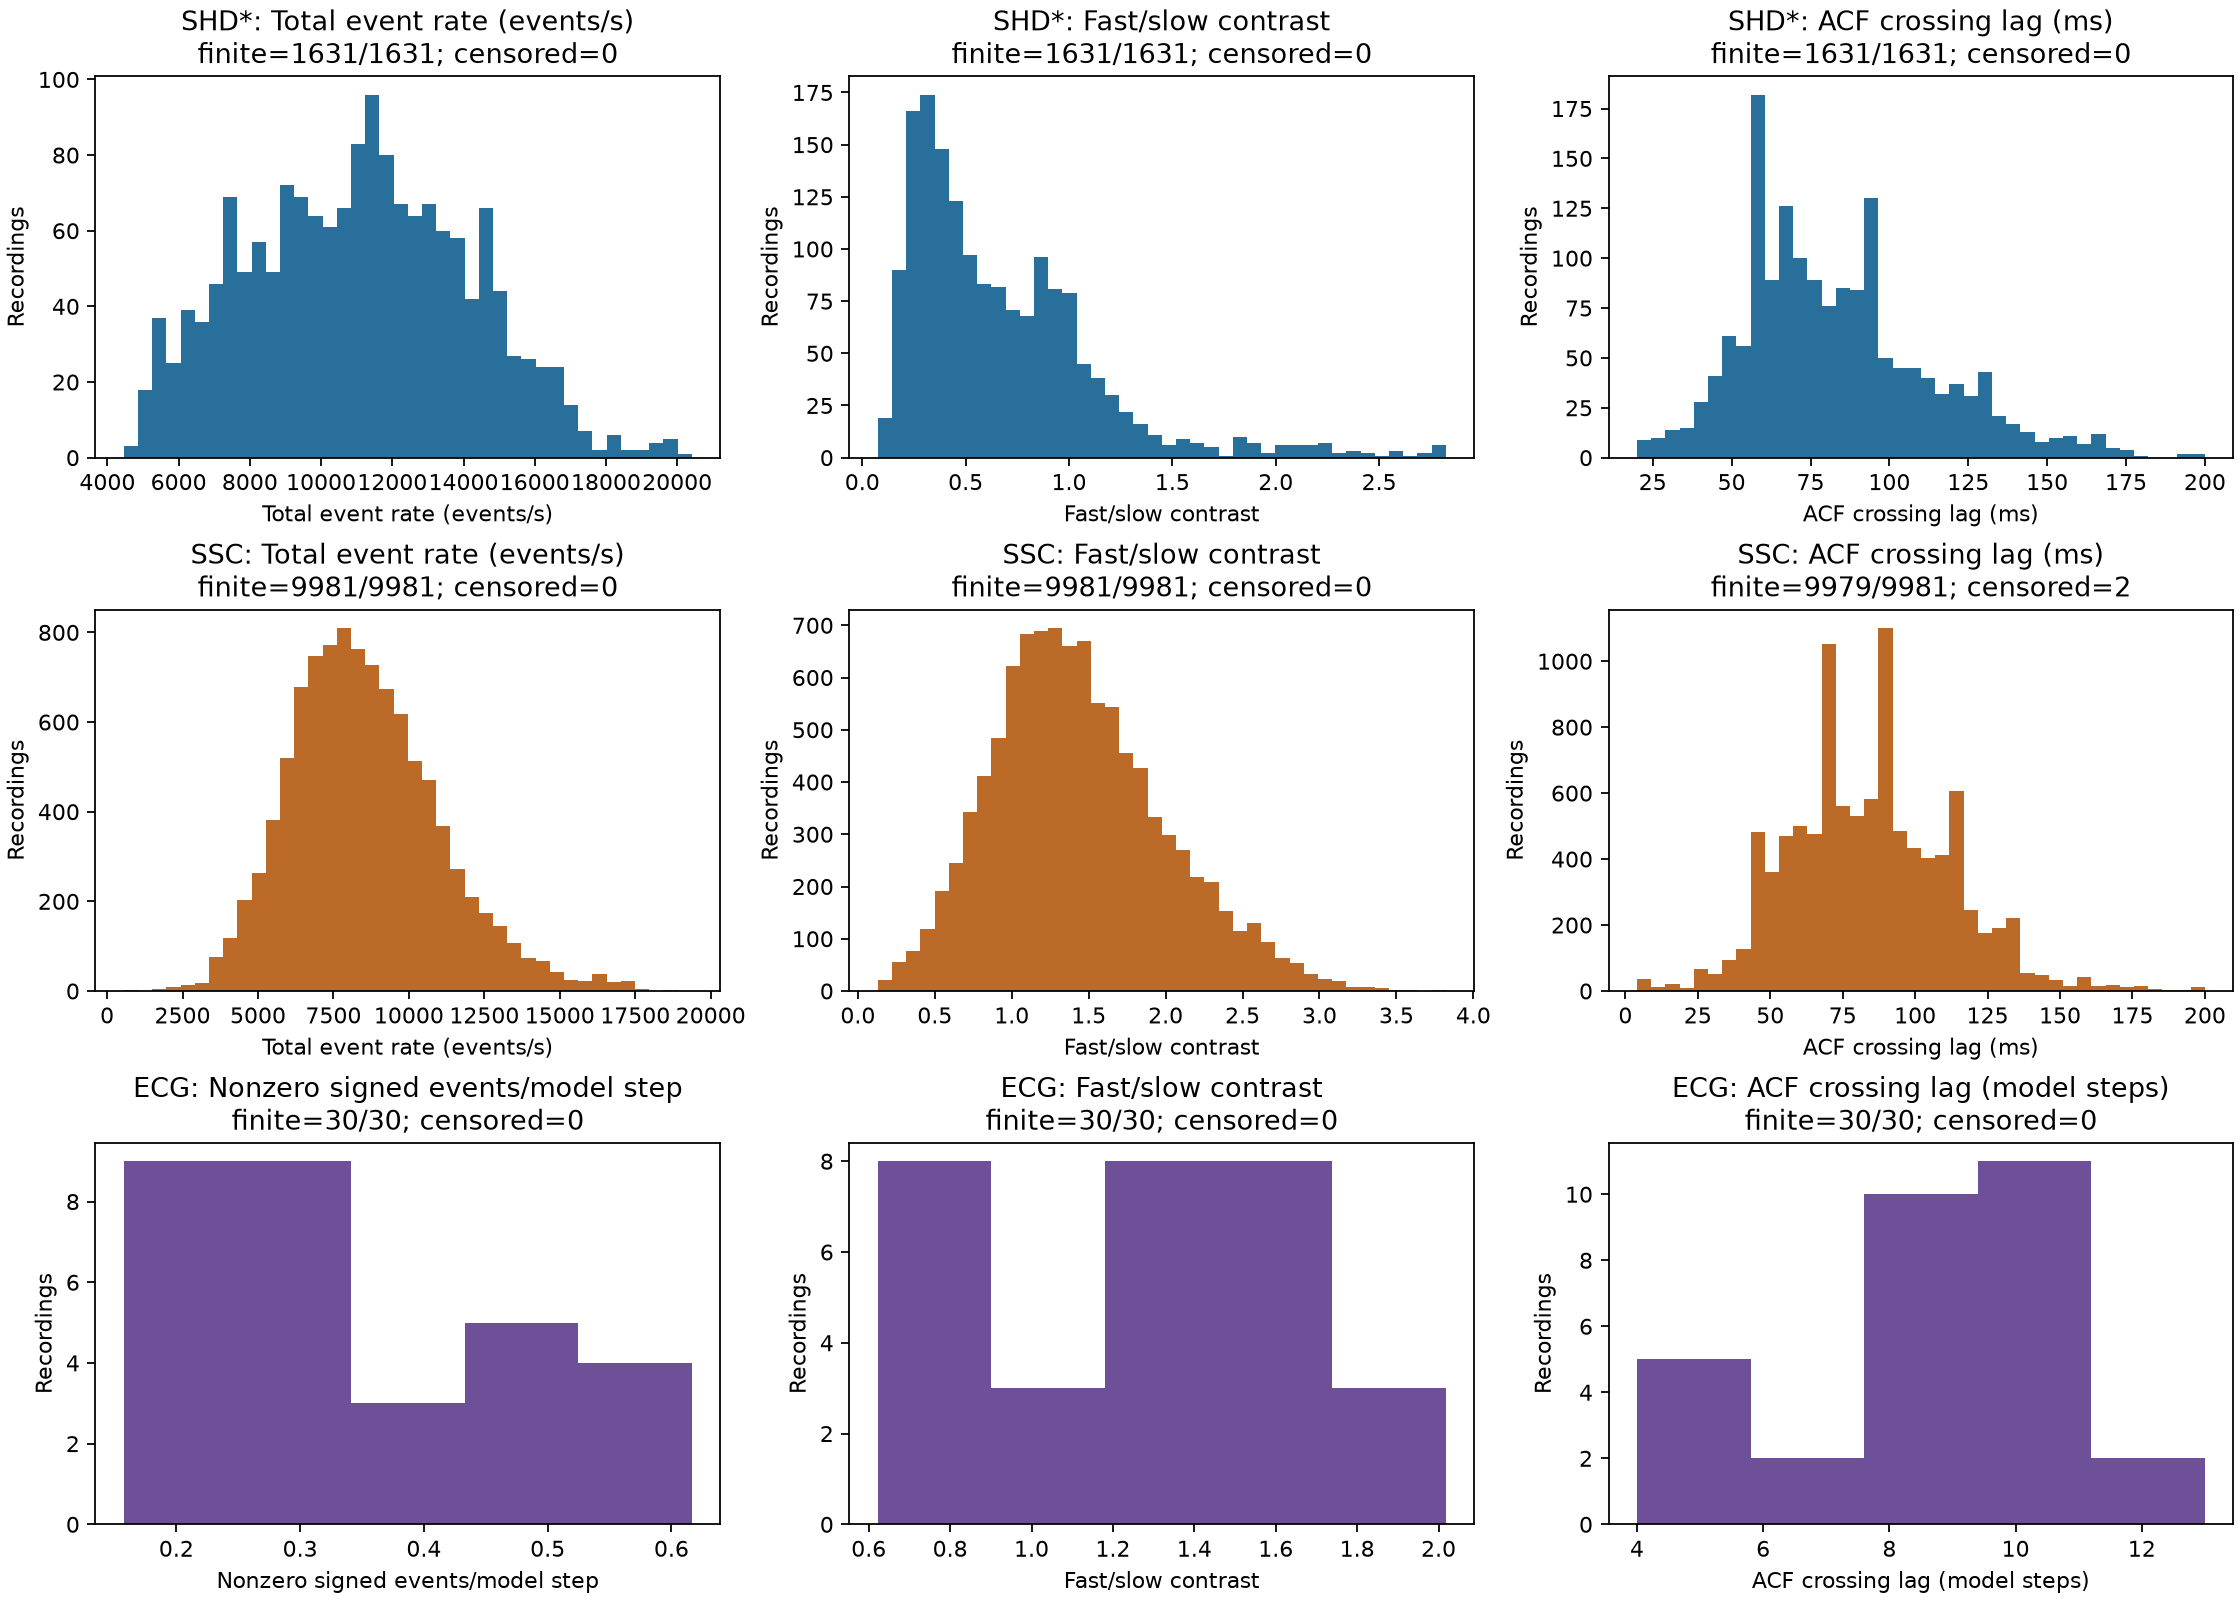 SHD*: Total event rate (events/s)
finite=1631/1631; censored=0
100
80
60
40
20
0
Recordings
4000 6000 8000 10000 12000 14000 16000 18000 20000
Total event rate (events/s)
SHD*: Fast/slow contrast
finite=1631/1631; censored=0
175
150
125
100
75
50
25
0
Recordings
0.0 0.5 1.0 1.5 2.0 2.5
Fast/slow contrast
SHD*: ACF crossing lag (ms)
finite=1631/1631; censored=0
175
150
125
100
75
50
25
0
Recordings
25 50 75 100 125 150 175 200
ACF crossing lag (ms)
SSC: Total event rate (events/s)
finite=9981/9981; censored=0
800
600
400
200
0
Recordings
0 2500 5000 7500 10000 12500 15000 17500 20000
Total event rate (events/s)
SSC: Fast/slow contrast
finite=9981/9981; censored=0
700
600
500
400
300
200
100
0
Recordings
0.0 0.5 1.0 1.5 2.0 2.5 3.0 3.5 4.0
Fast/slow contrast
SSC: ACF crossing lag (ms)
finite=9979/9981; censored=2
1000
800
600
400
200
0
Recordings
0 25 50 75 100 125 150 175 200
ACF crossing lag (ms)
ECG: Nonzero signed events/model step
finite=30/30; censored=0
8
6
4
2
0
Recordings
0.2 0.3 0.4 0.5 0.6
Nonzero signed events/model step
ECG: Fast/slow contrast
finite=30/30; censored=0
8
6
4
2
0
Recordings
0.6 0.8 1.0 1.2 1.4 1.6 1.8 2.0
Fast/slow contrast
ECG: ACF crossing lag (model steps)
finite=30/30; censored=0
10
8
6
4
2
0
Recordings
4 6 8 10 12
ACF crossing lag (model steps)